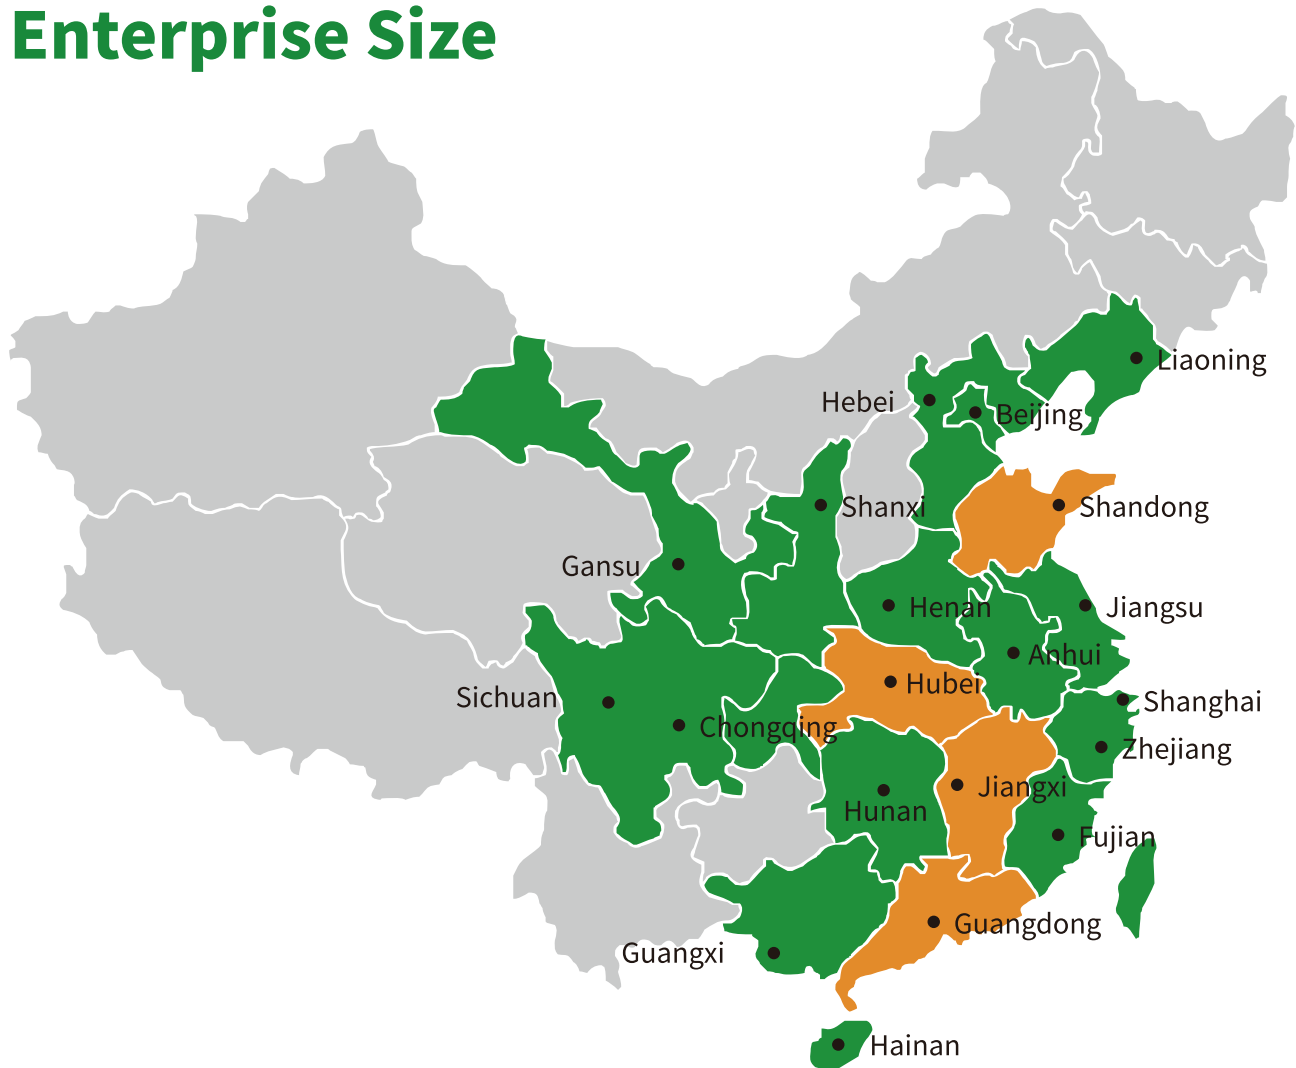 Enterprise Size
Liaoning
Hebei
Beijing
Shanxi
Shandong
Gansu
Henan
Jiangsu
Anhui
Hubei
Sichuan
Shanghai
Chongqing
Zhejiang
Jiangxi
Hunan
Fujian
Guangdong
Guangxi
Hainan